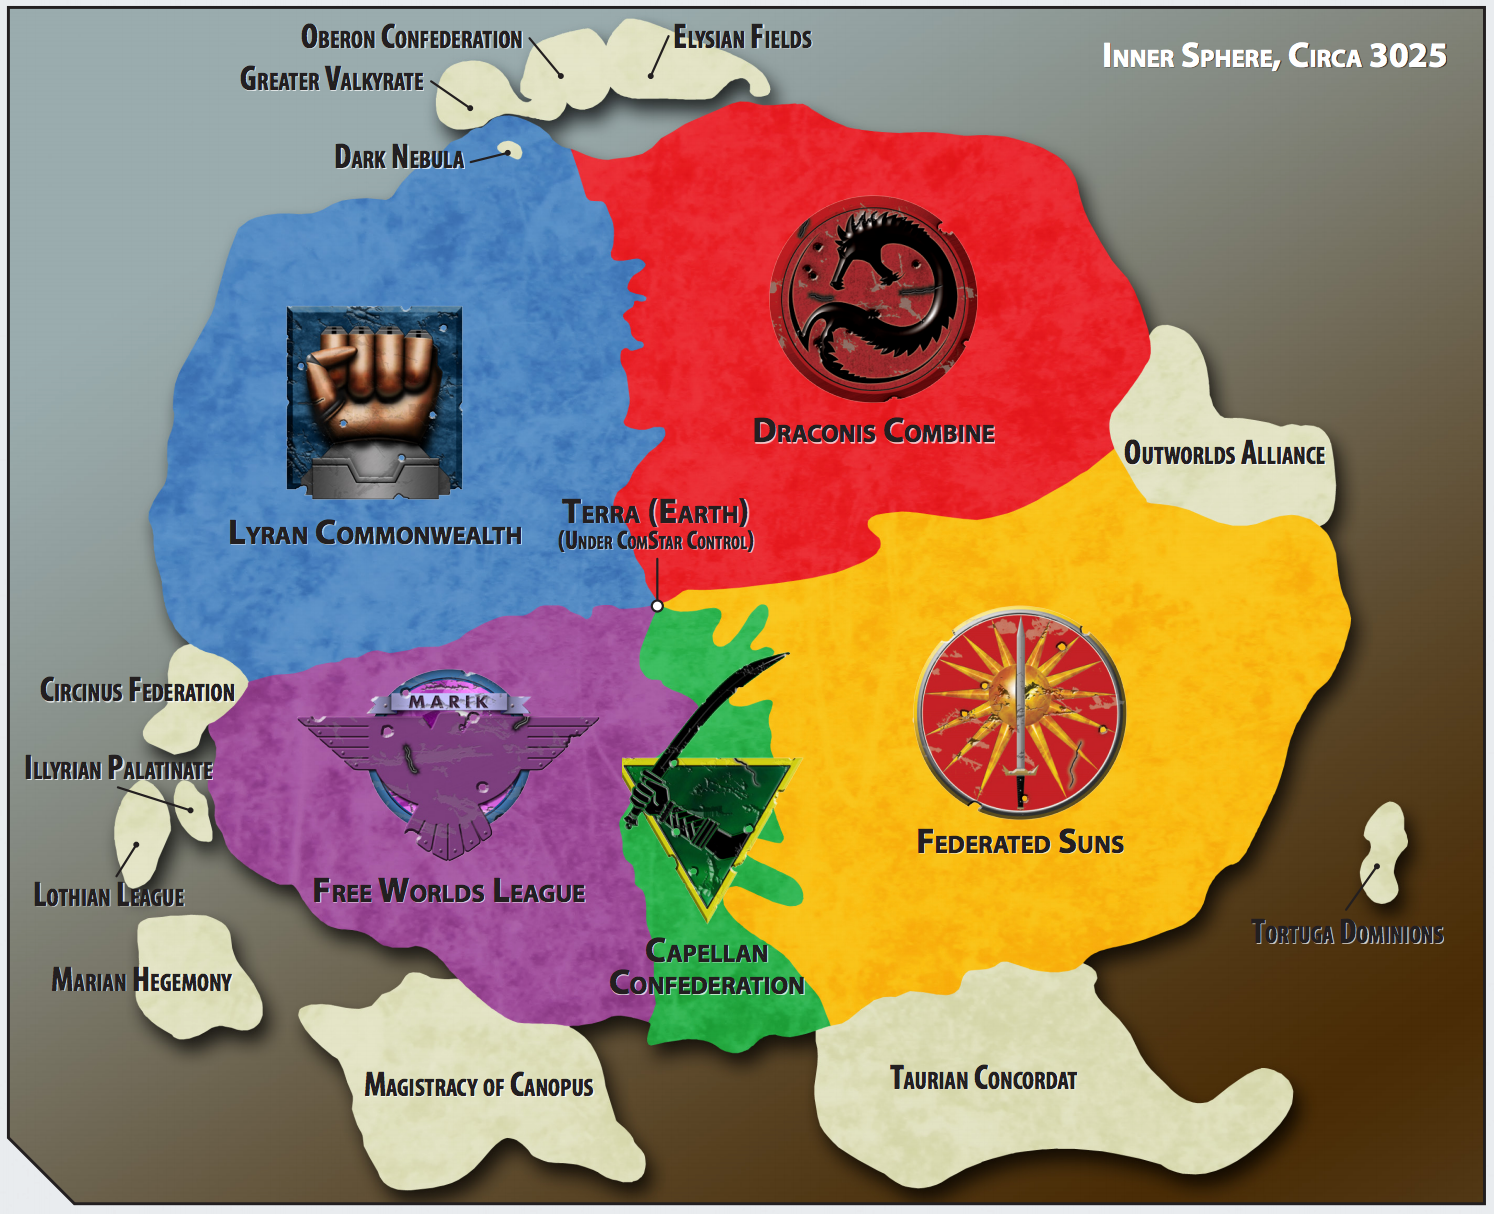 Oberon Confederation
Elysian Fields
Inner Sphere, Circa 3025
Greater Valkyrate
Dark Nebula
Draconis Combine
Outworlds Alliance
Lyran Commonwealth
Terra (Earth)
(Under ComStar Control)
Circinus Federation
MARIK
Illyrian Palatinate
Federated Suns
Free Worlds League
Lothian League
Tortuga Dominions
Capellan
Confederation
Marian Hegemony
Magistracy of Canopus
Taurian Concordat